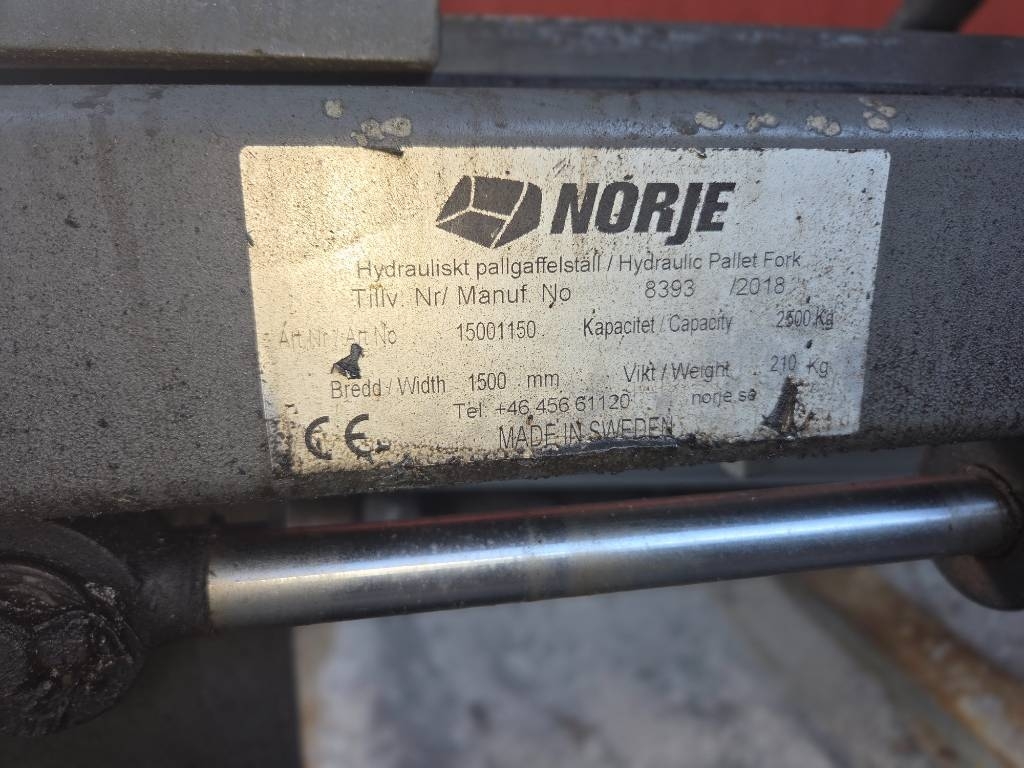 NORJE
Hydrauliskt pallgaffelställ / Hydraulic Pallet Fork
Tillv. Nr/ Manuf. No 8393 /2018
Art.Nr/ Art No 15001150 Kapacitet / Capacity 2500 Kg
Bredd / Width 1500 mm Vikt / Weight 210 Kg
Tel. +46 456 61120 norje.se
CE MADE IN SWEDEN